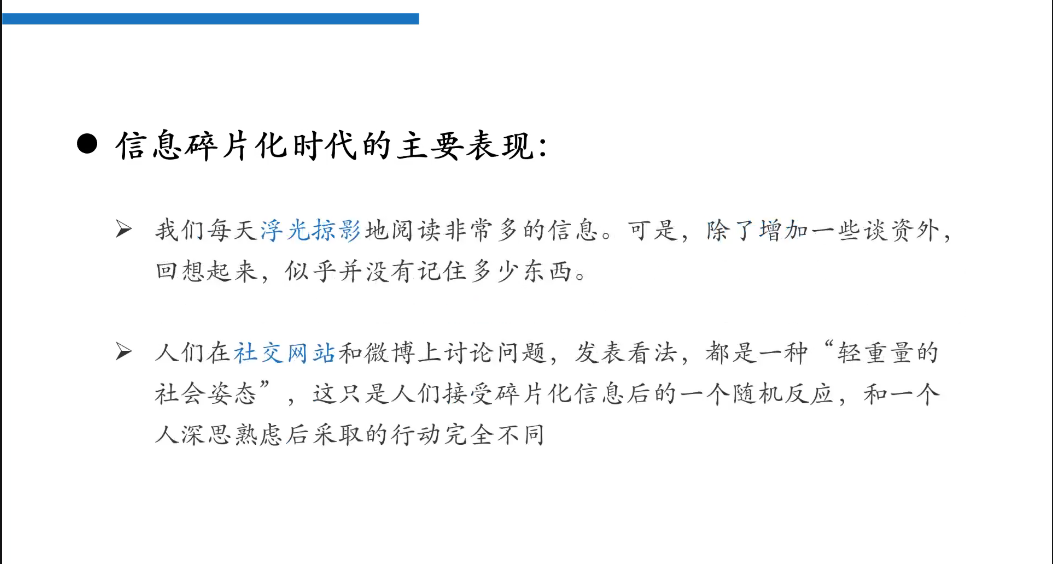 ● 信息碎片化时代的主要表现：
➢ 我们每天浮光掠影地阅读非常多的信息。可是，除了增加一些谈资外，
回想起来，似乎并没有记住多少东西。
➢ 人们在社交网站和微博上讨论问题，发表看法，都是一种“轻重量的
社会姿态”，这只是人们接受碎片化信息后的一个随机反应，和一个
人深思熟虑后采取的行动完全不同